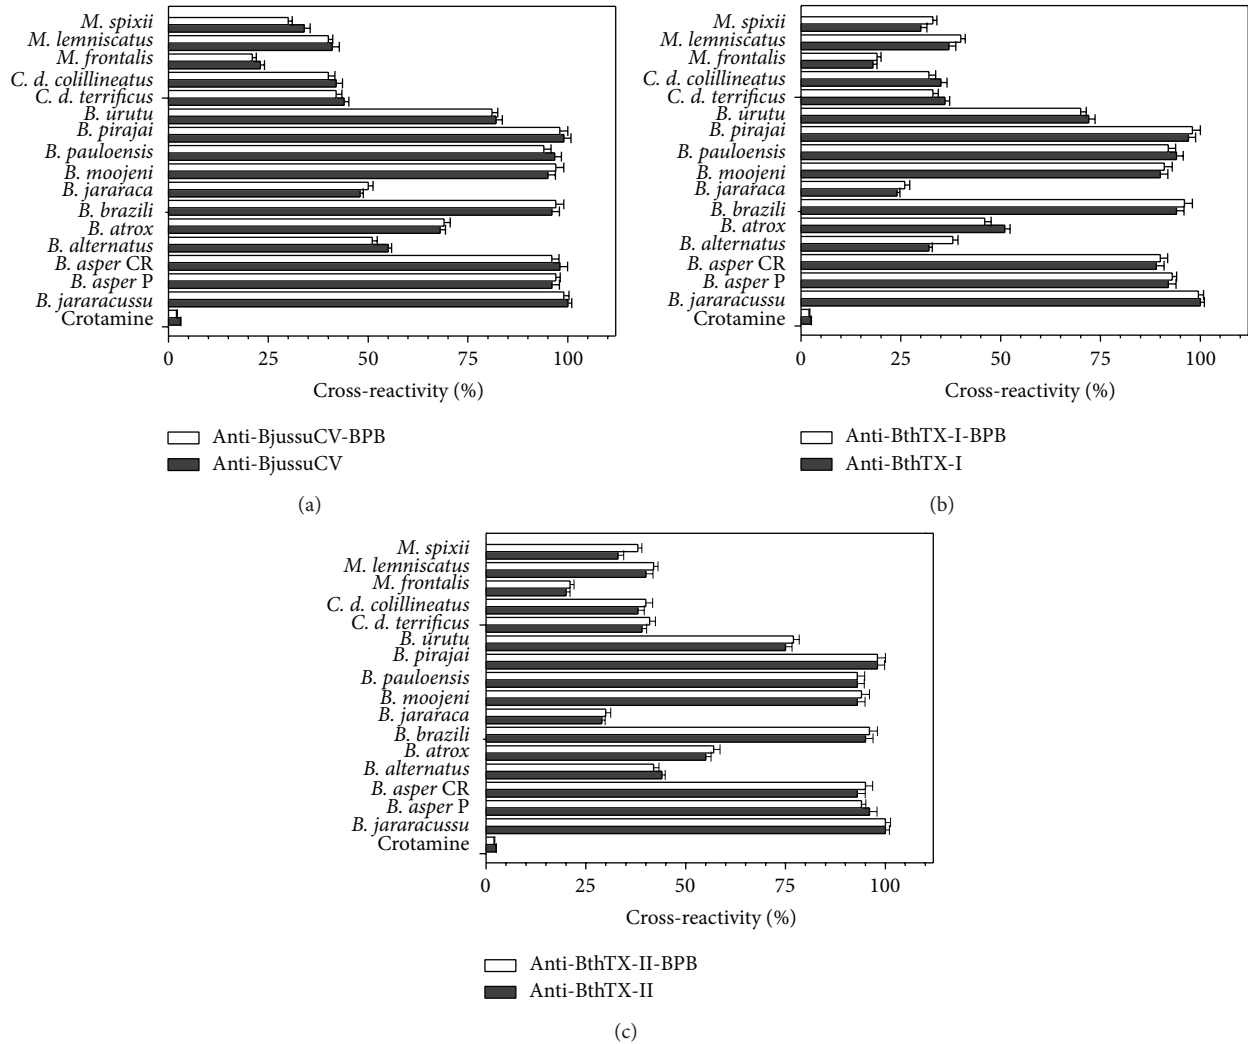 M. spixii
M. lemniscatus
M. frontalis
C. d. colillineatus
C. d. terrificus
B. urutu
B. pirajai
B. pauloensis
B. moojeni
B. jararaca
B. brazili
B. atrox
B. alternatus
B. asper CR
B. asper P
B. jararacussu
Crotamine
0 25 50 75 100
Cross-reactivity (%)
Anti-BjussuCV-BPB
Anti-BjussuCV
(a)
M. spixii
M. lemniscatus
M. frontalis
C. d. colillineatus
C. d. terrificus
B. urutu
B. pirajai
B. pauloensis
B. moojeni
B. jararaca
B. brazili
B. atrox
B. alternatus
B. asper CR
B. asper P
B. jararacussu
Crotamine
0 25 50 75 100
Cross-reactivity (%)
Anti-BthTX-I-BPB
Anti-BthTX-I
(b)
M. spixii
M. lemniscatus
M. frontalis
C. d. colillineatus
C. d. terrificus
B. urutu
B. pirajai
B. pauloensis
B. moojeni
B. jararaca
B. brazili
B. atrox
B. alternatus
B. asper CR
B. asper P
B. jararacussu
Crotamine
0 25 50 75 100
Cross-reactivity (%)
Anti-BthTX-II-BPB
Anti-BthTX-II
(c)